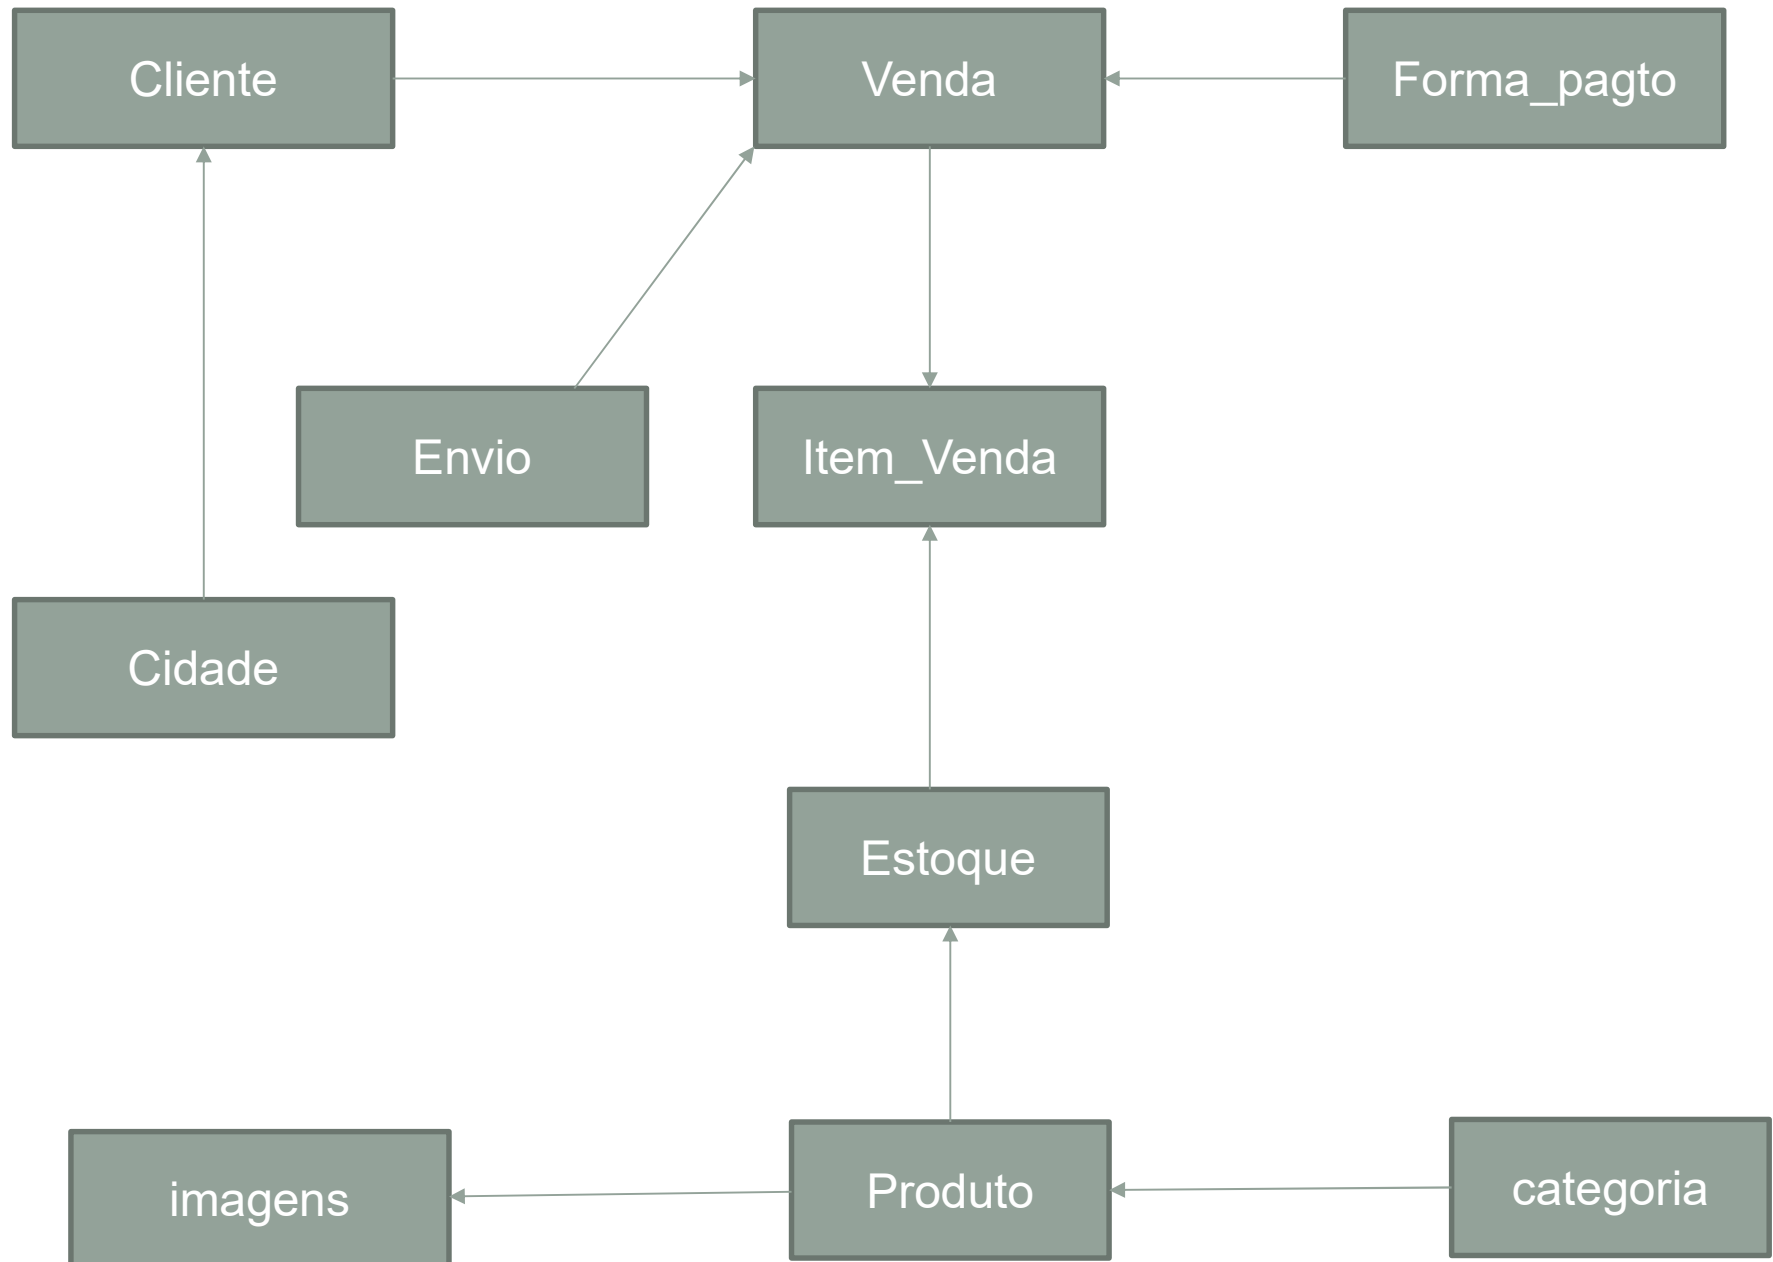 Cliente
Venda
Forma_pagto
Envio
Item_Venda
Cidade
Estoque
imagens
Produto
categoria